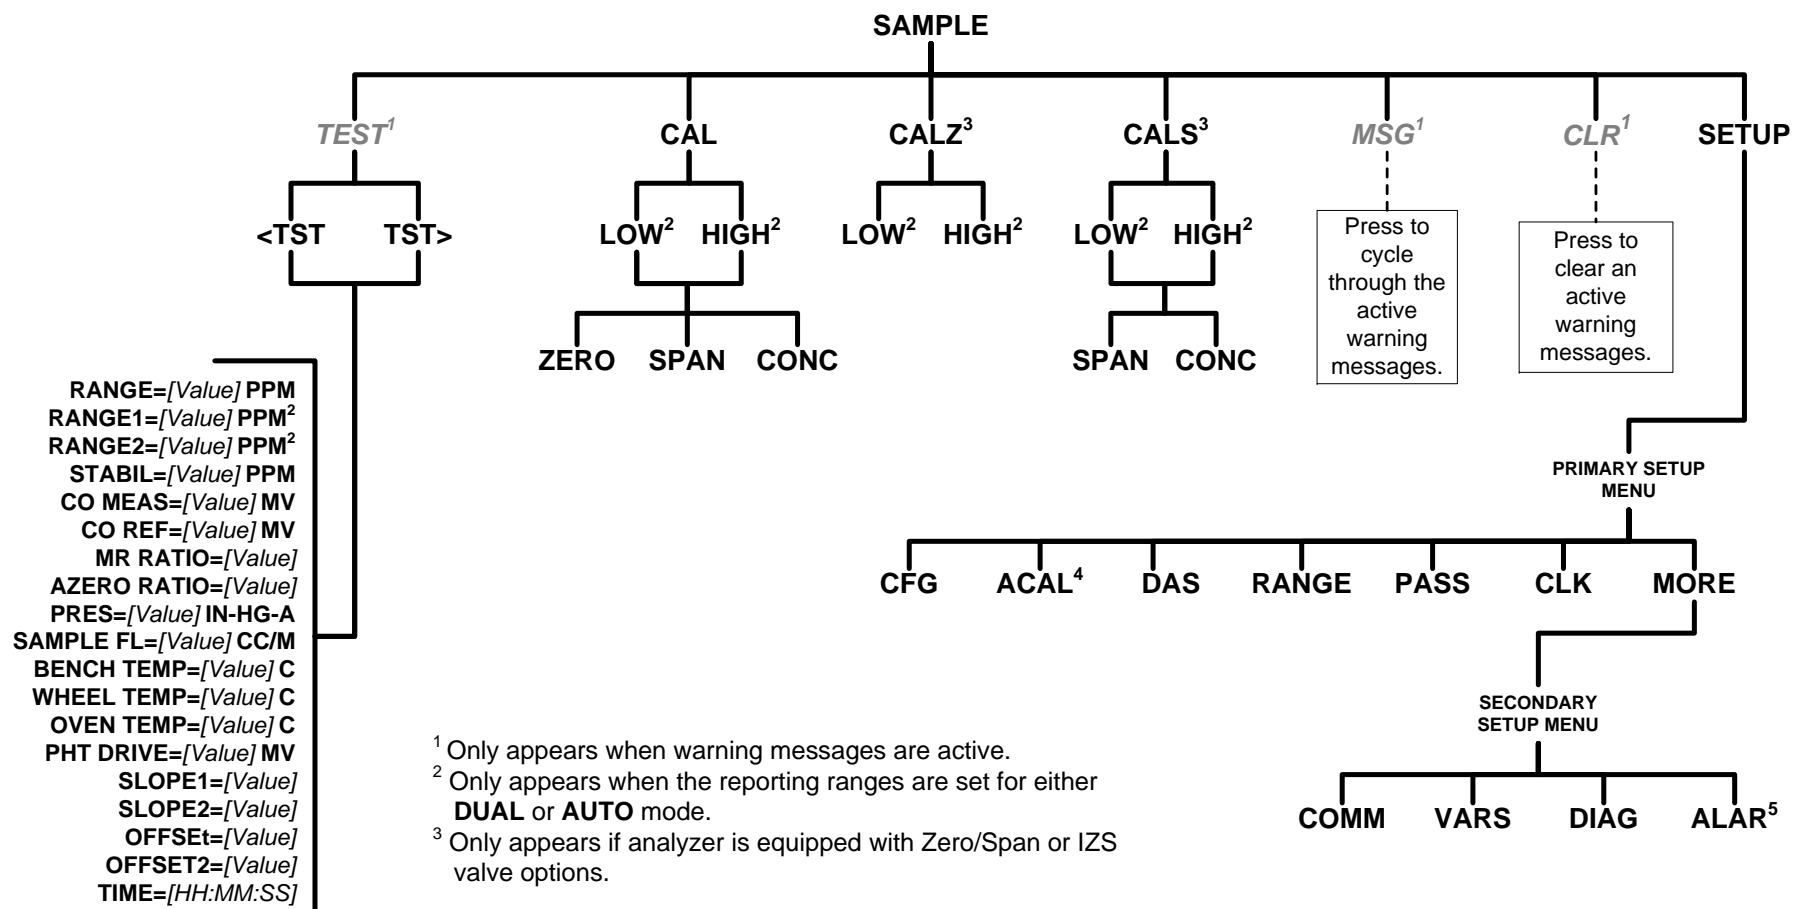 SAMPLE
TEST¹ CAL CALZ³ CALS³ MSG¹ CLR¹ SETUP
<TST TST> LOW² HIGH² LOW² HIGH² LOW² HIGH²
Press to
cycle
through the
active
warning
messages.
Press to
clear an
active
warning
messages.
ZERO SPAN CONC SPAN CONC
RANGE=[Value] PPM
RANGE1=[Value] PPM²
RANGE2=[Value] PPM²
STABIL=[Value] PPM
CO MEAS=[Value] MV
CO REF=[Value] MV
MR RATIO=[Value]
AZERO RATIO=[Value]
PRES=[Value] IN-HG-A
SAMPLE FL=[Value] CC/M
BENCH TEMP=[Value] C
WHEEL TEMP=[Value] C
OVEN TEMP=[Value] C
PHT DRIVE=[Value] MV
SLOPE1=[Value]
SLOPE2=[Value]
OFFSEt=[Value]
OFFSET2=[Value]
TIME=[HH:MM:SS]
PRIMARY SETUP
MENU
CFG ACAL⁴ DAS RANGE PASS CLK MORE
SECONDARY
SETUP MENU
COMM VARS DIAG ALAR⁵
¹ Only appears when warning messages are active.
² Only appears when the reporting ranges are set for either
DUAL or AUTO mode.
³ Only appears if analyzer is equipped with Zero/Span or IZS
valve options.